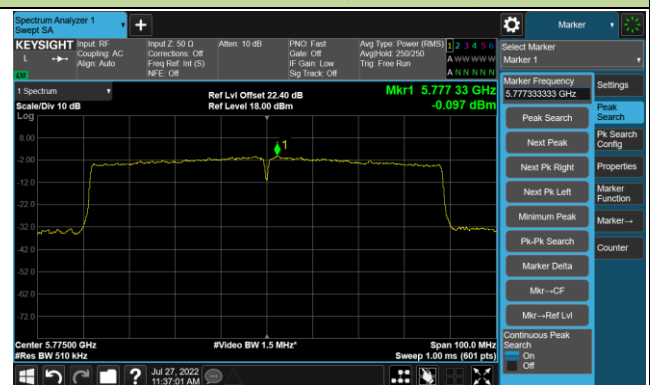 Spectrum Analyzer 1
Swept SA
+
Marker
KEYSIGHT
L
Input: RF
Coupling: AC
Align: Auto
Input Z: 50 Ω
Corrections: Off
Freq Ref: Int (S)
NFE: Off
Atten: 10 dB
PNO: Fast
Gate: Off
IF Gain: Low
Sig Track: Off
Avg Type: Power (RMS)
Avg|Hold: 250/250
Trig: Free Run
1 2 3 4 5 6
A WW WW W
A N N N N N
Select Marker
Marker 1
1 Spectrum
Scale/Div 10 dB
Log
Ref Lvl Offset 22.40 dB
Ref Level 18.00 dBm
Mkr1 5.777 33 GHz
-0.097 dBm
8.00
-2.00
-12.0
-22.0
-32.0
-42.0
-52.0
-62.0
-72.0
1
Center 5.77500 GHz
#Res BW 510 kHz
#Video BW 1.5 MHz*
Span 100.0 MHz
Sweep 1.00 ms (601 pts)
Marker Frequency
5.777333333 GHz
Peak Search
Next Peak
Next Pk Right
Next Pk Left
Minimum Peak
Pk-Pk Search
Marker Delta
Mkr→CF
Mkr→Ref Lvl
Continuous Peak
Search
On
Off
Settings
Peak
Search
Pk Search
Config
Properties
Marker
Function
Marker→
Counter
?
Jul 27, 2022
11:37:01 AM